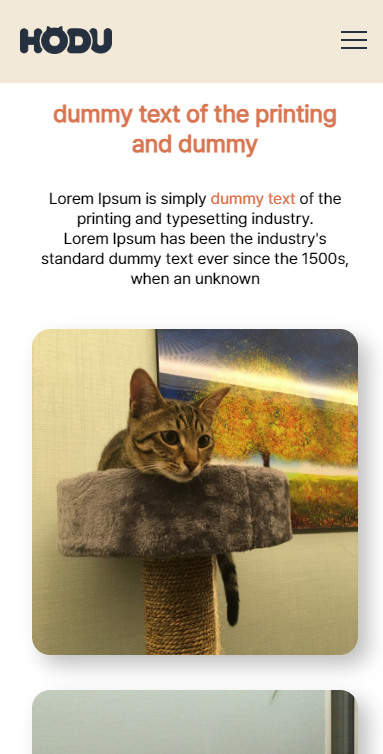 HODU
dummy text of the printing
and dummy
Lorem Ipsum is simply dummy text of the
printing and typesetting industry.
Lorem Ipsum has been the industry's
standard dummy text ever since the 1500s,
when an unknown